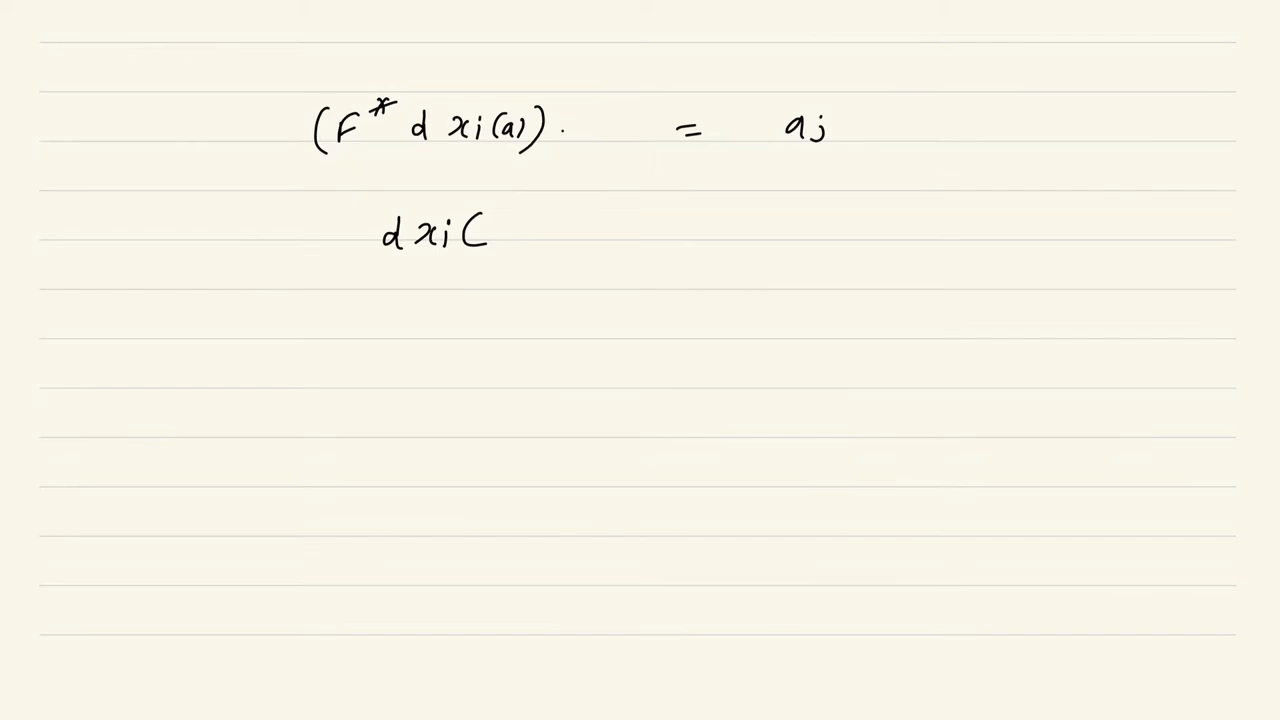 (F* d xi(a)) . = aj
d xi (